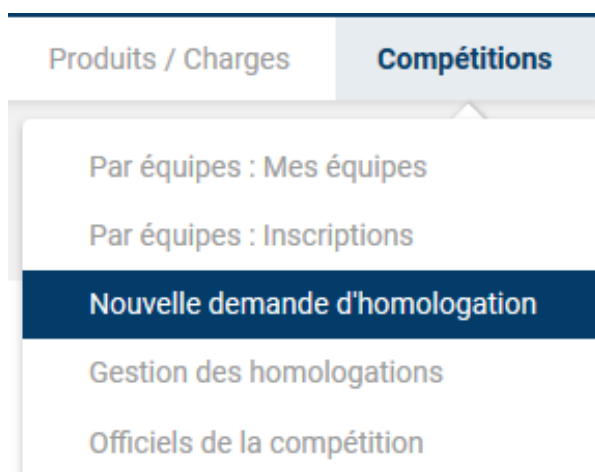 Produits / Charges Compétitions
Par équipes : Mes équipes
Par équipes : Inscriptions
Nouvelle demande d'homologation
Gestion des homologations
Officiels de la compétition